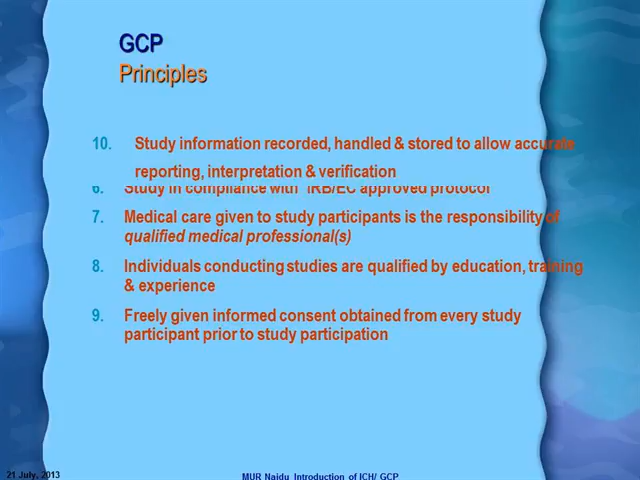 GCP
Principles
10. Study information recorded, handled & stored to allow accurate
reporting, interpretation & verification
6. Study in compliance with IRB/EC approved protocol
7. Medical care given to study participants is the responsibility of
qualified medical professional(s)
8. Individuals conducting studies are qualified by education, training
& experience
9. Freely given informed consent obtained from every study
participant prior to study participation
21 July, 2013
MUR Naidu Introduction of ICH/ GCP